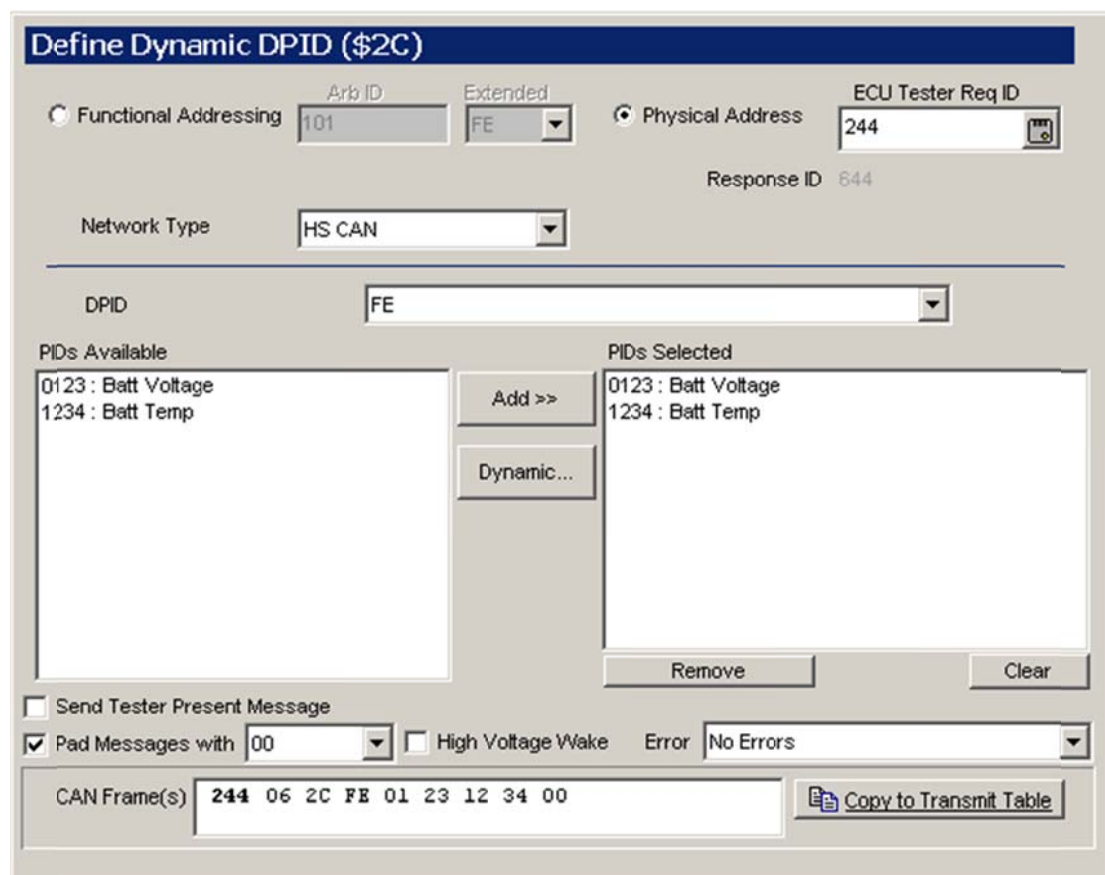 Define Dynamic DPID ($2C)
Arb ID Extended ECU Tester Req ID
Functional Addressing 101 FE Physical Address 244
Response ID 644
Network Type HS CAN
DPID FE
PIDs Available PIDs Selected
0123 : Batt Voltage 0123 : Batt Voltage
1234 : Batt Temp Add >> 1234 : Batt Temp
Dynamic...
Remove Clear
Send Tester Present Message
Pad Messages with 00 High Voltage Wake Error No Errors
CAN Frame(s) 244 06 2C FE 01 23 12 34 00 Copy to Transmit Table